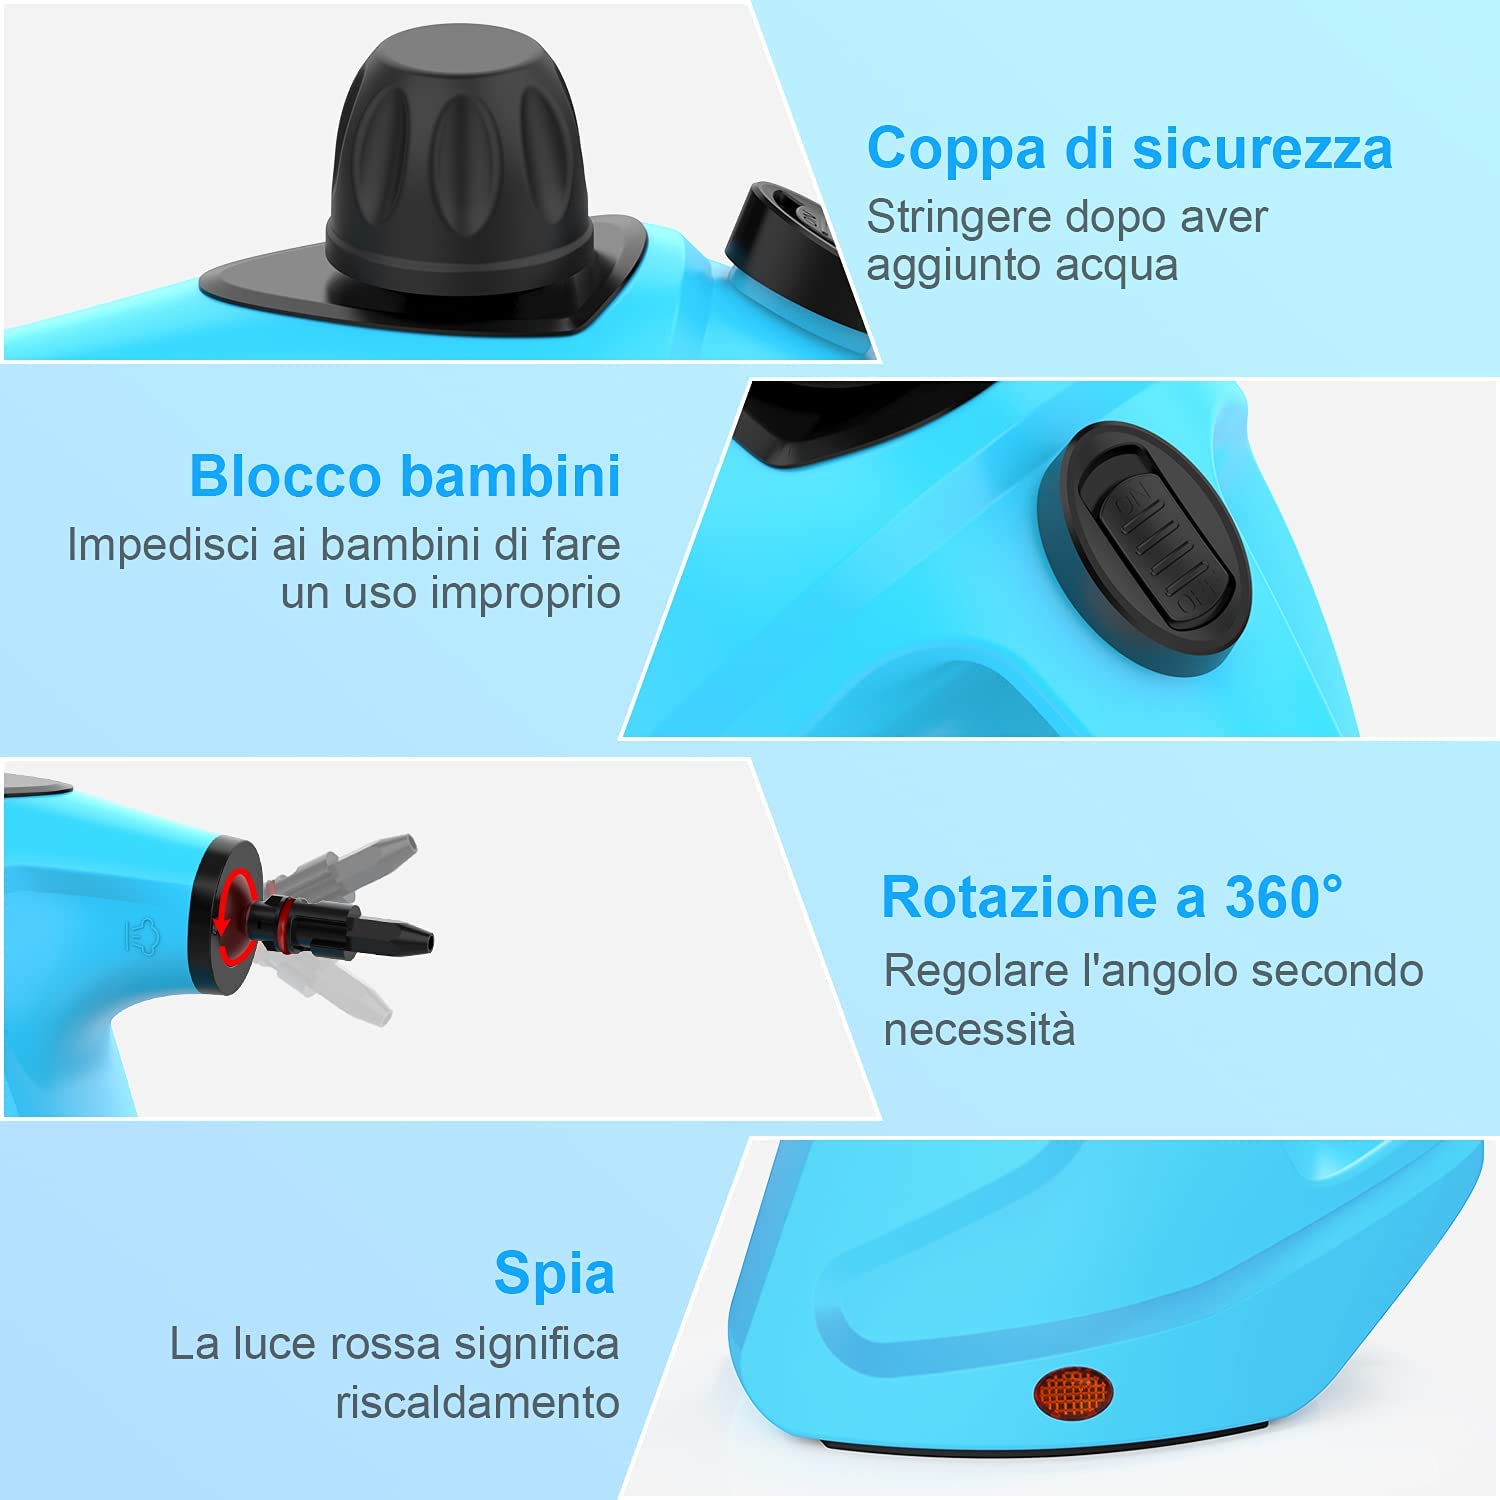 Coppa di sicurezza
Stringere dopo aver
aggiunto acqua
Blocco bambini
Impedisci ai bambini di fare
un uso improprio
ON
Rotazione a 360°
Regolare l'angolo secondo
necessità
Spia
La luce rossa significa
riscaldamento